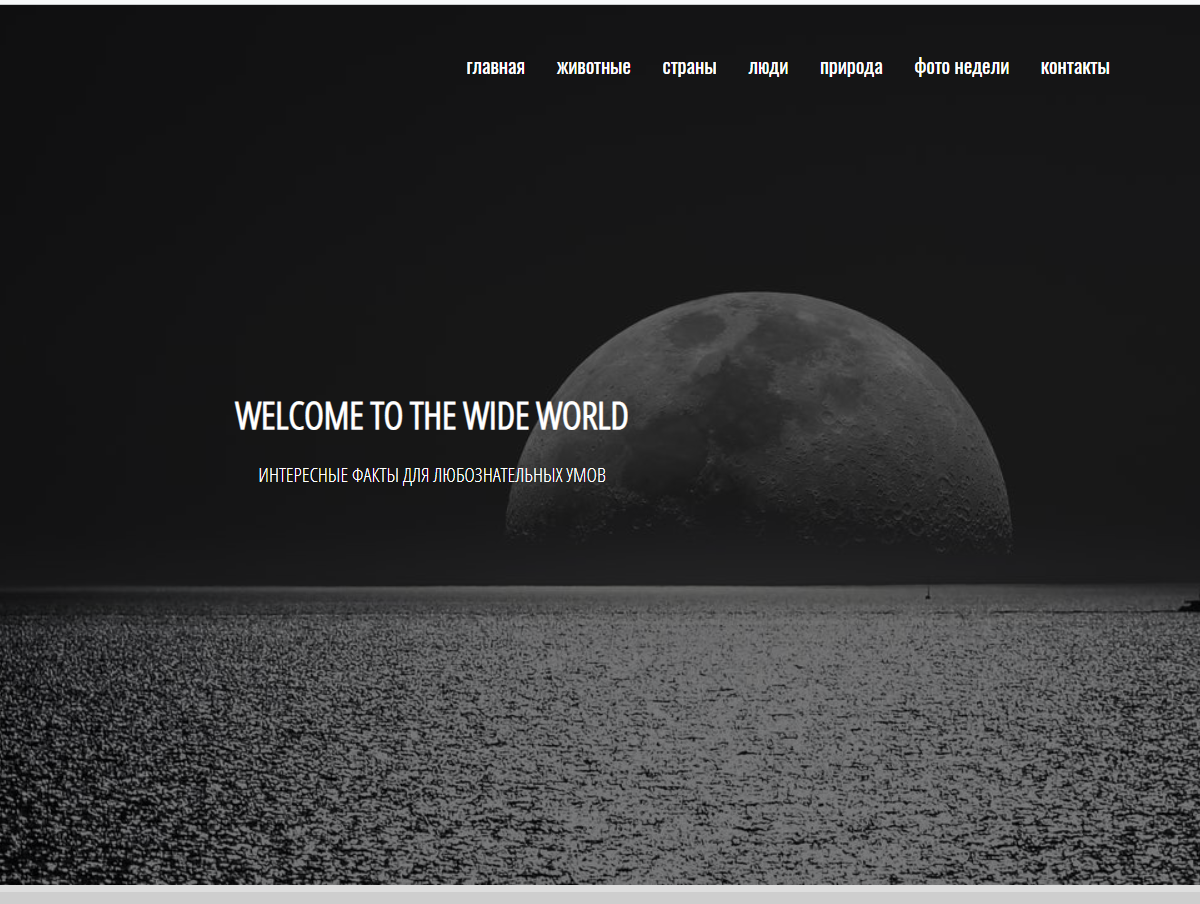 главная животные страны люди природа фото недели контакты
WELCOME TO THE WIDE WORLD
ИНТЕРЕСНЫЕ ФАКТЫ ДЛЯ ЛЮБОЗНАТЕЛЬНЫХ УМОВ